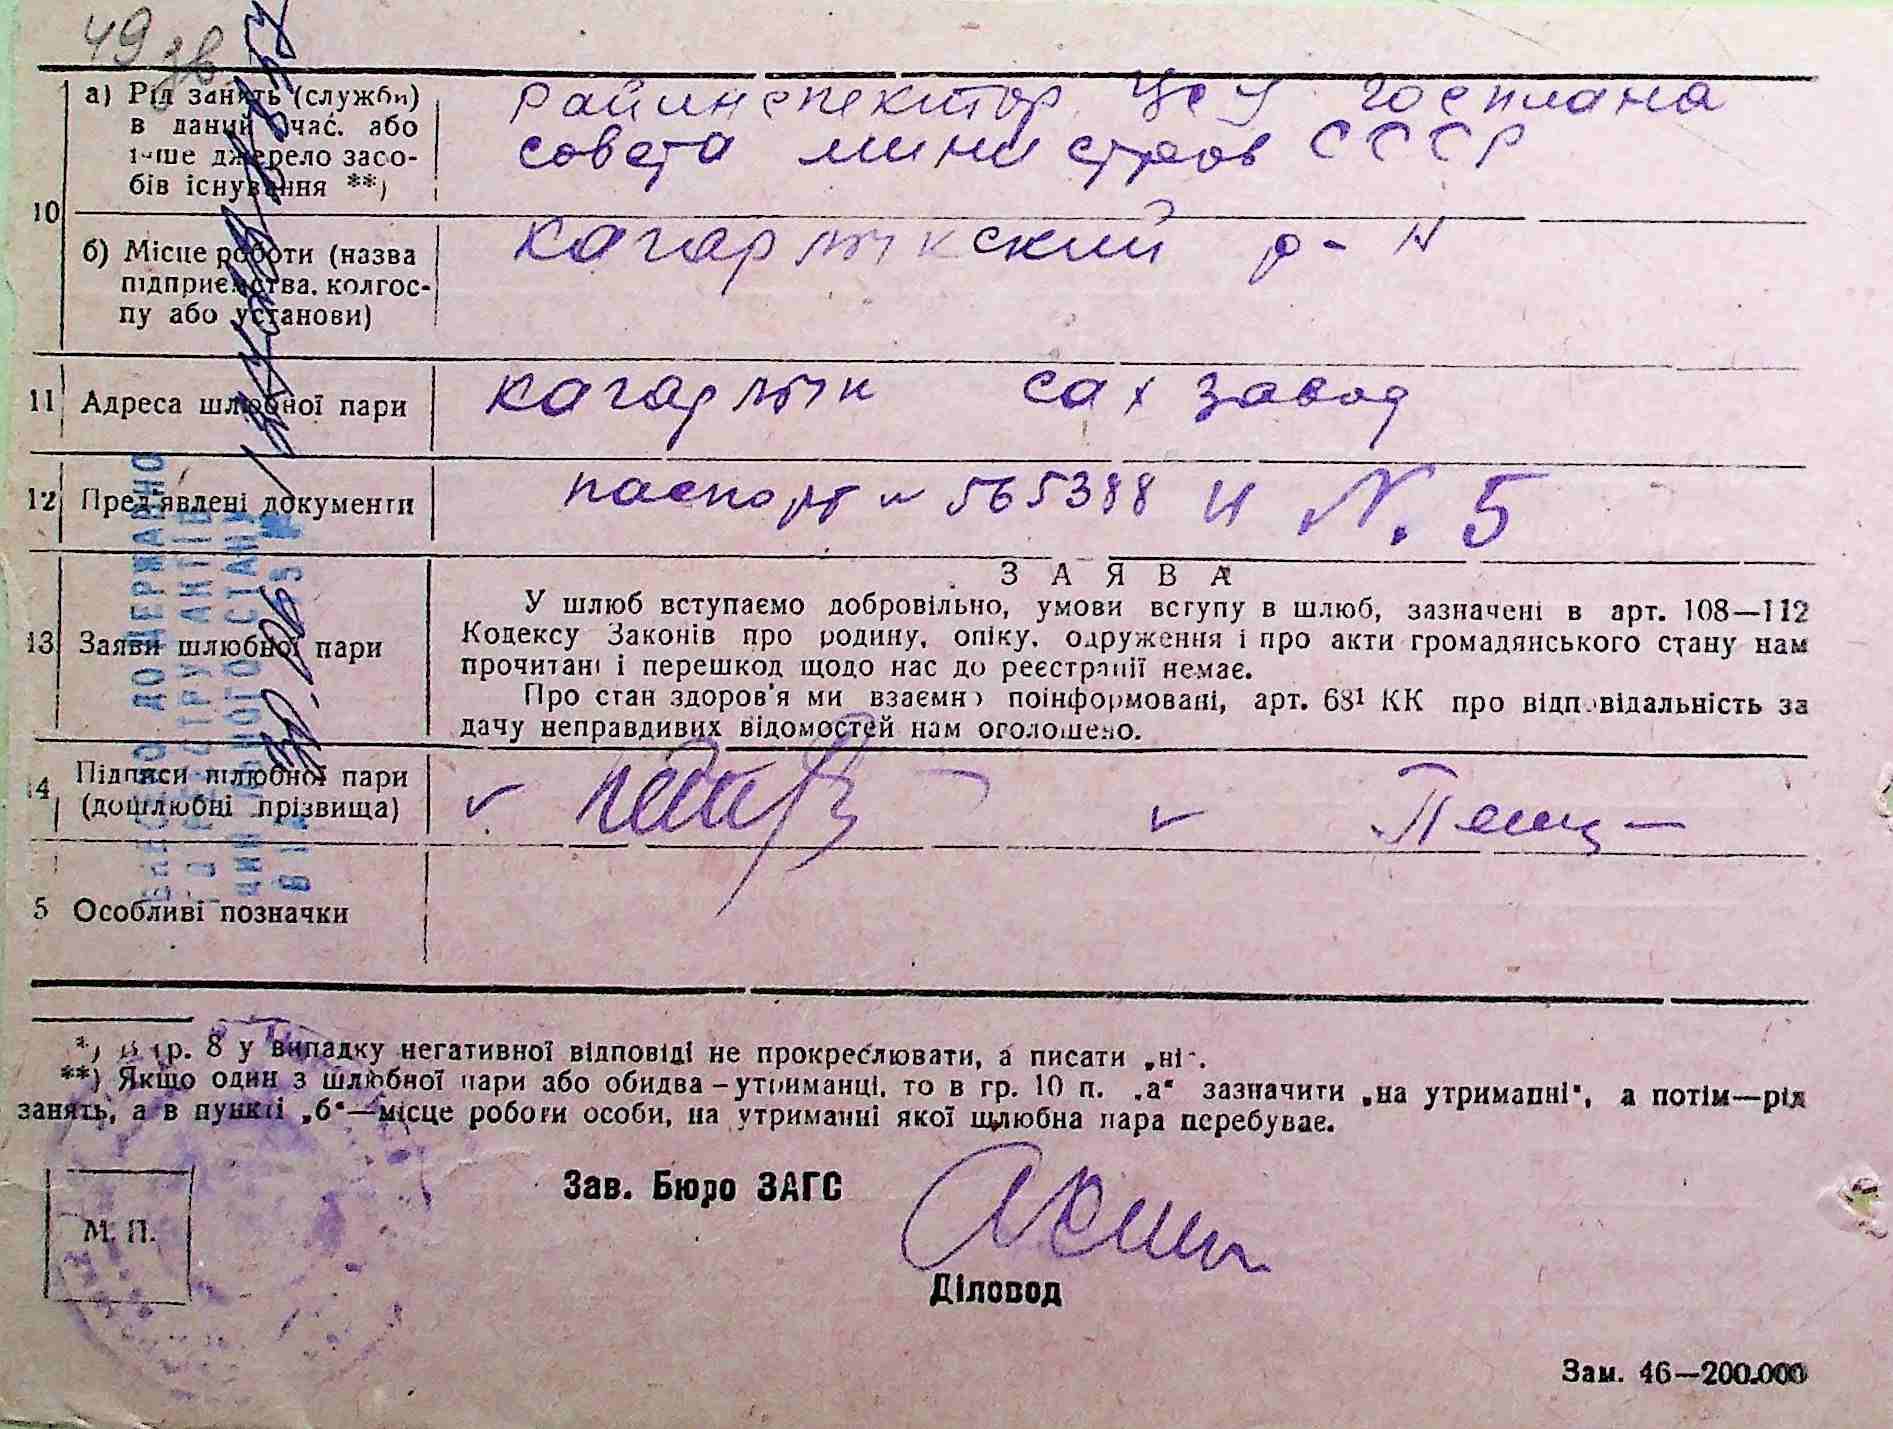 49 зв
10
а) Рід занять (служби)
в даний час. або
інше джерело засо-
бів існування **)
Райинспектор ЦСУ Госплана
совета министров СССР
б) Місце роботи (назва
підприємства. колгос-
пу або установи)
Кагарлыкский р-н
11 Адреса шлюбної пари
Кагарлык сах завод
12 Пред'явлені документи
паспорт № 565388 и N. 5
13 Заяви шлюбної пари
ЗАЯВА
У шлюб вступаємо добровільно, умови вступу в шлюб, зазначені в арт. 108—112
Кодексу Законів про родину, опіку, одруження і про акти громадянського стану нам
прочитані і перешкод щодо нас до реєстрації немає.
Про стан здоров'я ми взаємно поінформовані, арт. 68¹ КК про відповідальність за
дачу неправдивих відомостей нам оголошено.
14 Підписи шлюбної пари
(дошлюбні прізвища)
5 Особливі позначки
*) В гр. 8 у випадку негативної відповіді не прокреслювати, а писати „ні".
**) Якщо один з шлюбної пари або обидва – утриманці, то в гр. 10 п. „а" зазначити „на утриманні", а потім—рід
занять, а в пункті „б"—місце роботи особи, на утриманні якої шлюбна пара перебуває.
М. П.
Зав. Бюро ЗАГС
Діловод
Зам. 46—200.000